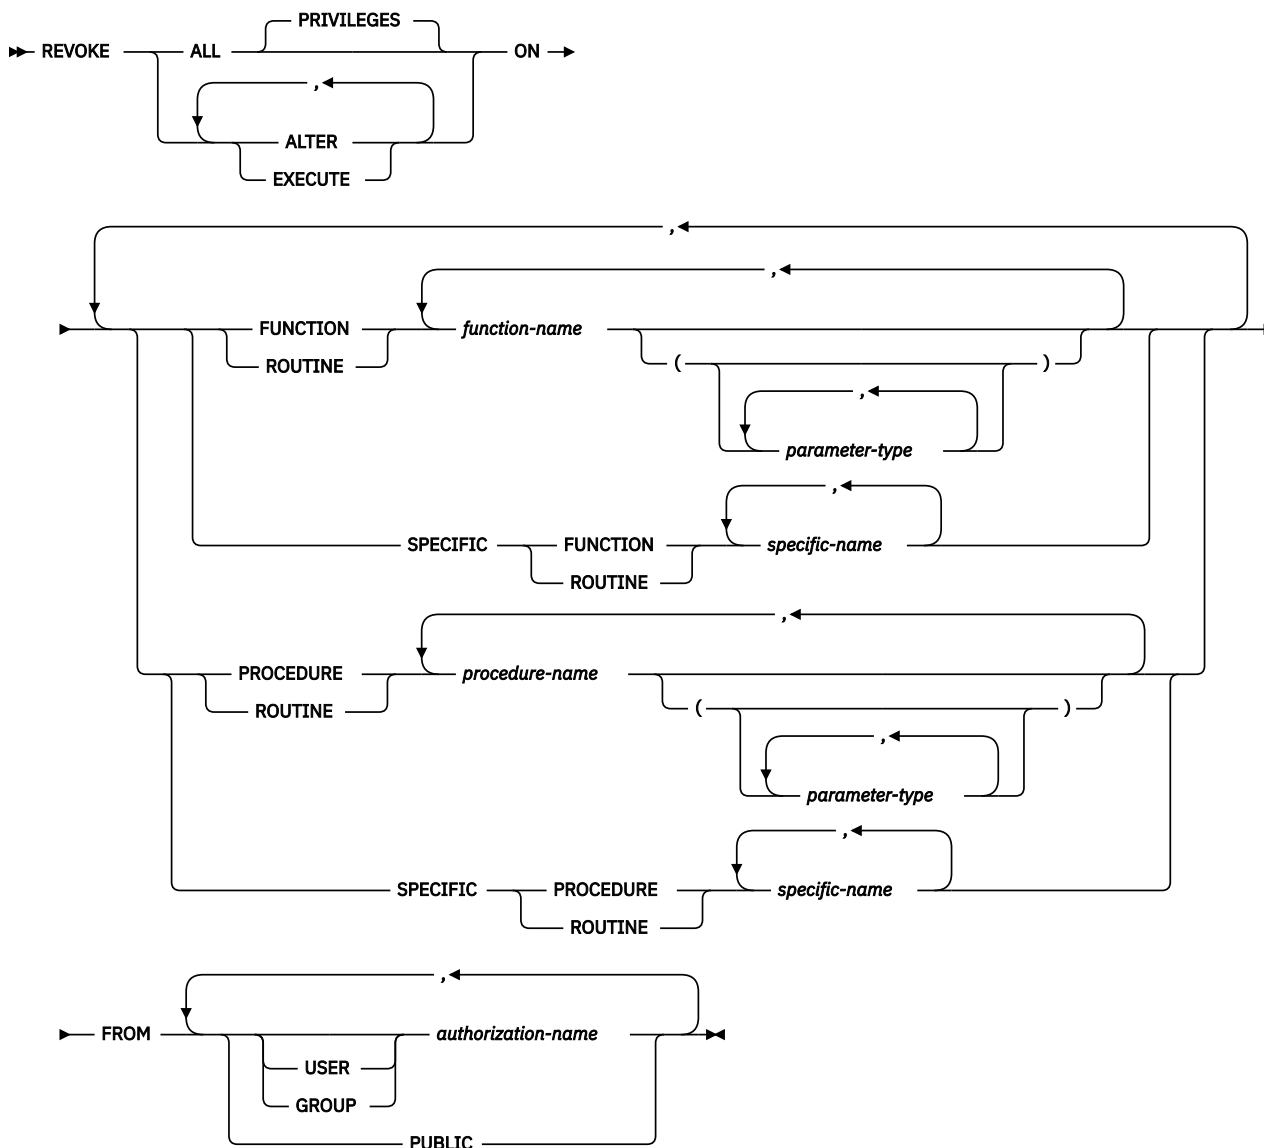 PRIVILEGES
REVOKE ALL ON
,
ALTER
EXECUTE
,
,
FUNCTION function-name
ROUTINE ( )
,
parameter-type
,
SPECIFIC FUNCTION specific-name
ROUTINE
,
PROCEDURE procedure-name
ROUTINE ( )
,
parameter-type
,
SPECIFIC PROCEDURE specific-name
ROUTINE
,
FROM authorization-name
USER
GROUP
PUBLIC